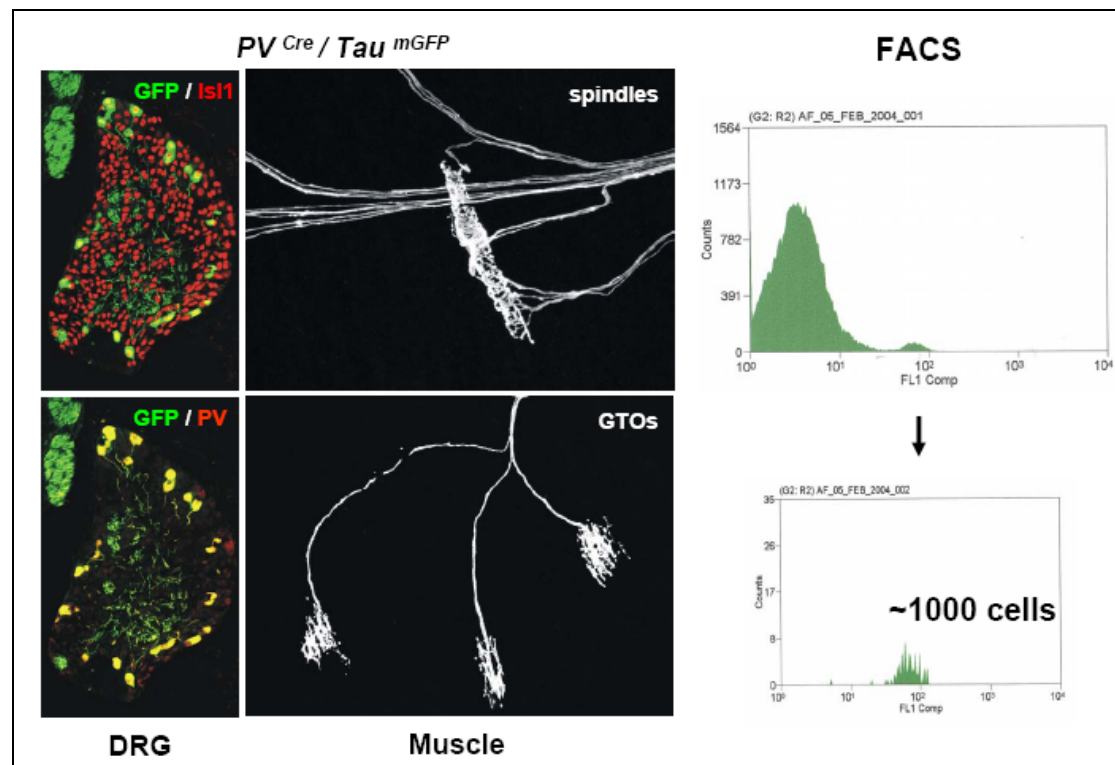 PV Cre / Tau mGFP
FACS
GFP / Isl1
spindles
(G2: R2) AF_05_FEB_2004_001
1564
1173
782
391
0
Counts
10⁰ 10¹ 10² 10³ 10⁴
FL1 Comp
GFP / PV
GTOs
(G2: R2) AF_05_FEB_2004_002
35
26
17
8
0
Counts
~1000 cells
10⁰ 10¹ 10² 10³ 10⁴
FL1 Comp
DRG
Muscle